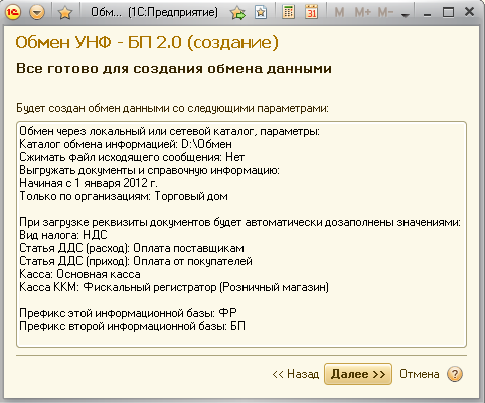 1С Обм... (1С:Предприятие) 31 M M+ M-
Обмен УНФ - БП 2.0 (создание)
Все готово для создания обмена данными
Будет создан обмен данными со следующими параметрами:
Обмен через локальный или сетевой каталог, параметры:
Каталог обмена информацией: D:\Обмен
Сжимать файл исходящего сообщения: Нет
Выгружать документы и справочную информацию:
Начиная с 1 января 2012 г.
Только по организациям: Торговый дом
При загрузке реквизиты документов будет автоматически дозаполнены значениями:
Вид налога: НДС
Статья ДДС (расход): Оплата поставщикам
Статья ДДС (приход): Оплата от покупателей
Касса: Основная касса
Касса ККМ: Фискальный регистратор (Розничный магазин)
Префикс этой информационной базы: ФР
Префикс второй информационной базы: БП
<< Назад Далее >> Отмена ?